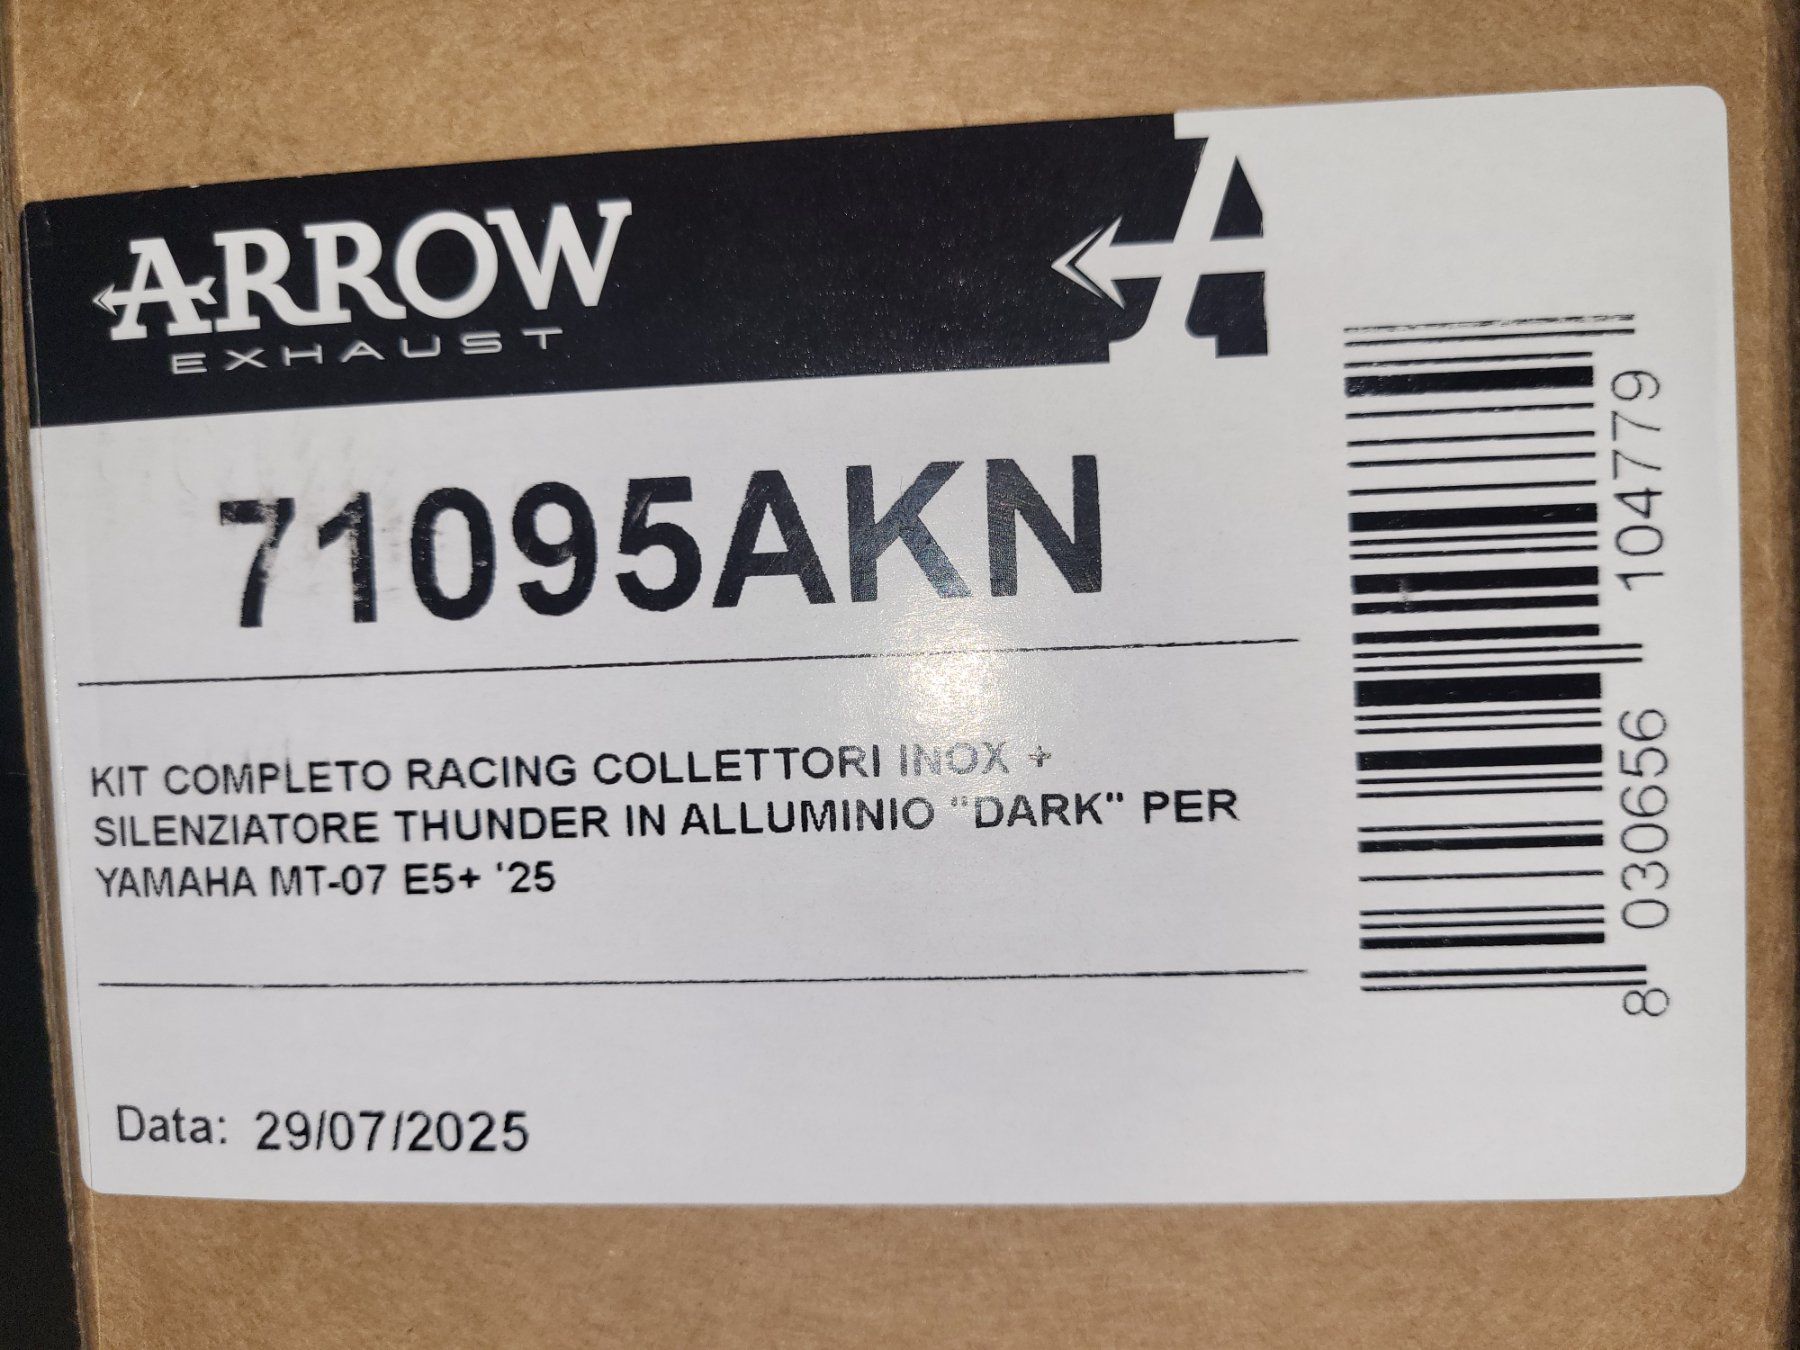 ARROW
EXHAUST
A
71095AKN
KIT COMPLETO RACING COLLETTORI INOX +
SILENZIATORE THUNDER IN ALLUMINIO "DARK" PER
YAMAHA MT-07 E5+ '25
Data: 29/07/2025
8 030656 104779